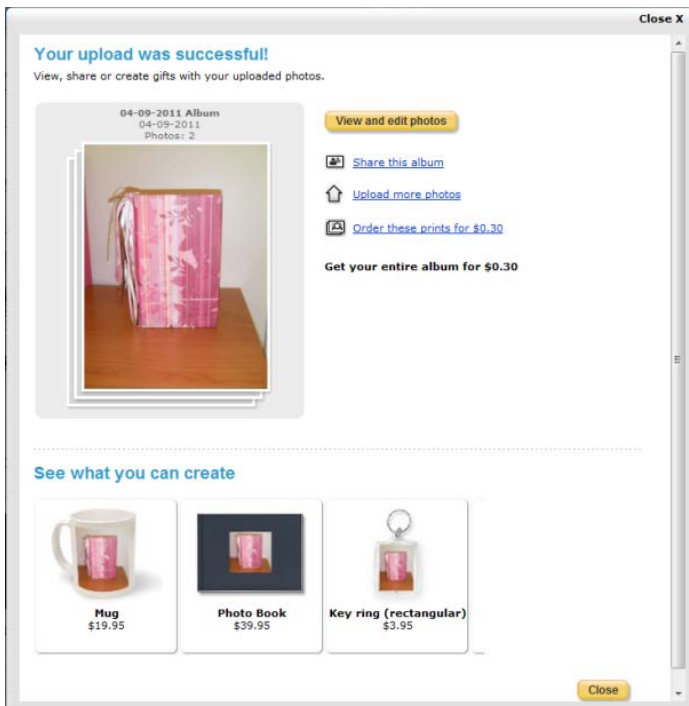 Close X
Your upload was successful!
View, share or create gifts with your uploaded photos.
04-09-2011 Album
04-09-2011
Photos: 2
View and edit photos
Share this album
Upload more photos
Order these prints for $0.30
Get your entire album for $0.30
See what you can create
Mug
$19.95
Photo Book
$39.95
Key ring (rectangular)
$3.95
Close